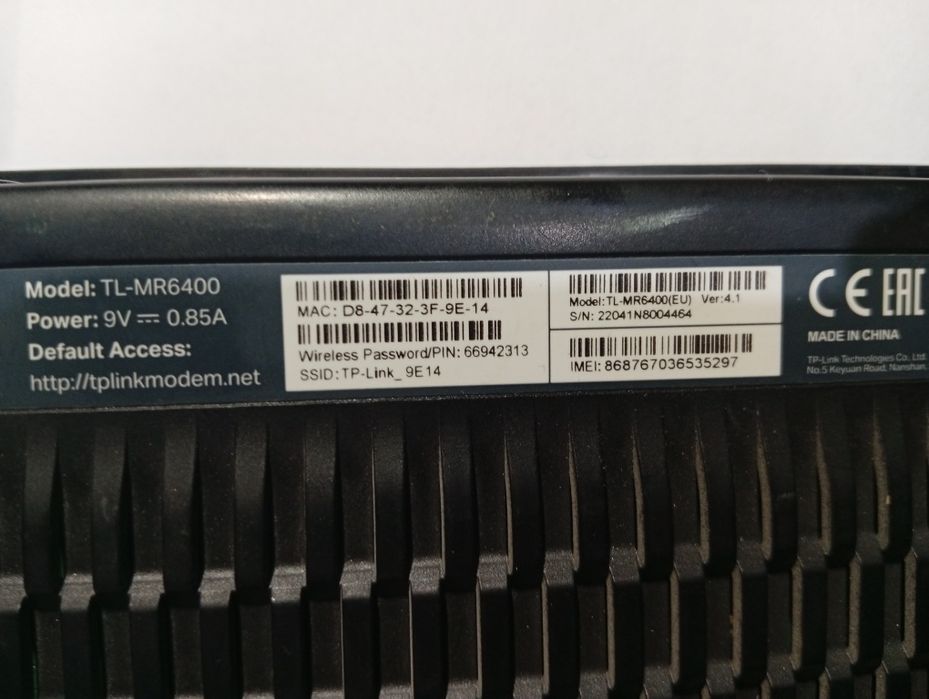 Model: TL-MR6400
Power: 9V ⎓ 0.85A
Default Access:
http://tplinkmodem.net
MAC: D8-47-32-3F-9E-14
Wireless Password/PIN: 66942313
SSID: TP-Link_9E14
Model: TL-MR6400(EU) Ver:4.1
S/N: 22041N8004464
IMEI: 868767036535297
CE EAC
MADE IN CHINA
TP-Link Technologies Co., Ltd.
No.5 Keyuan Road, Nanshan,